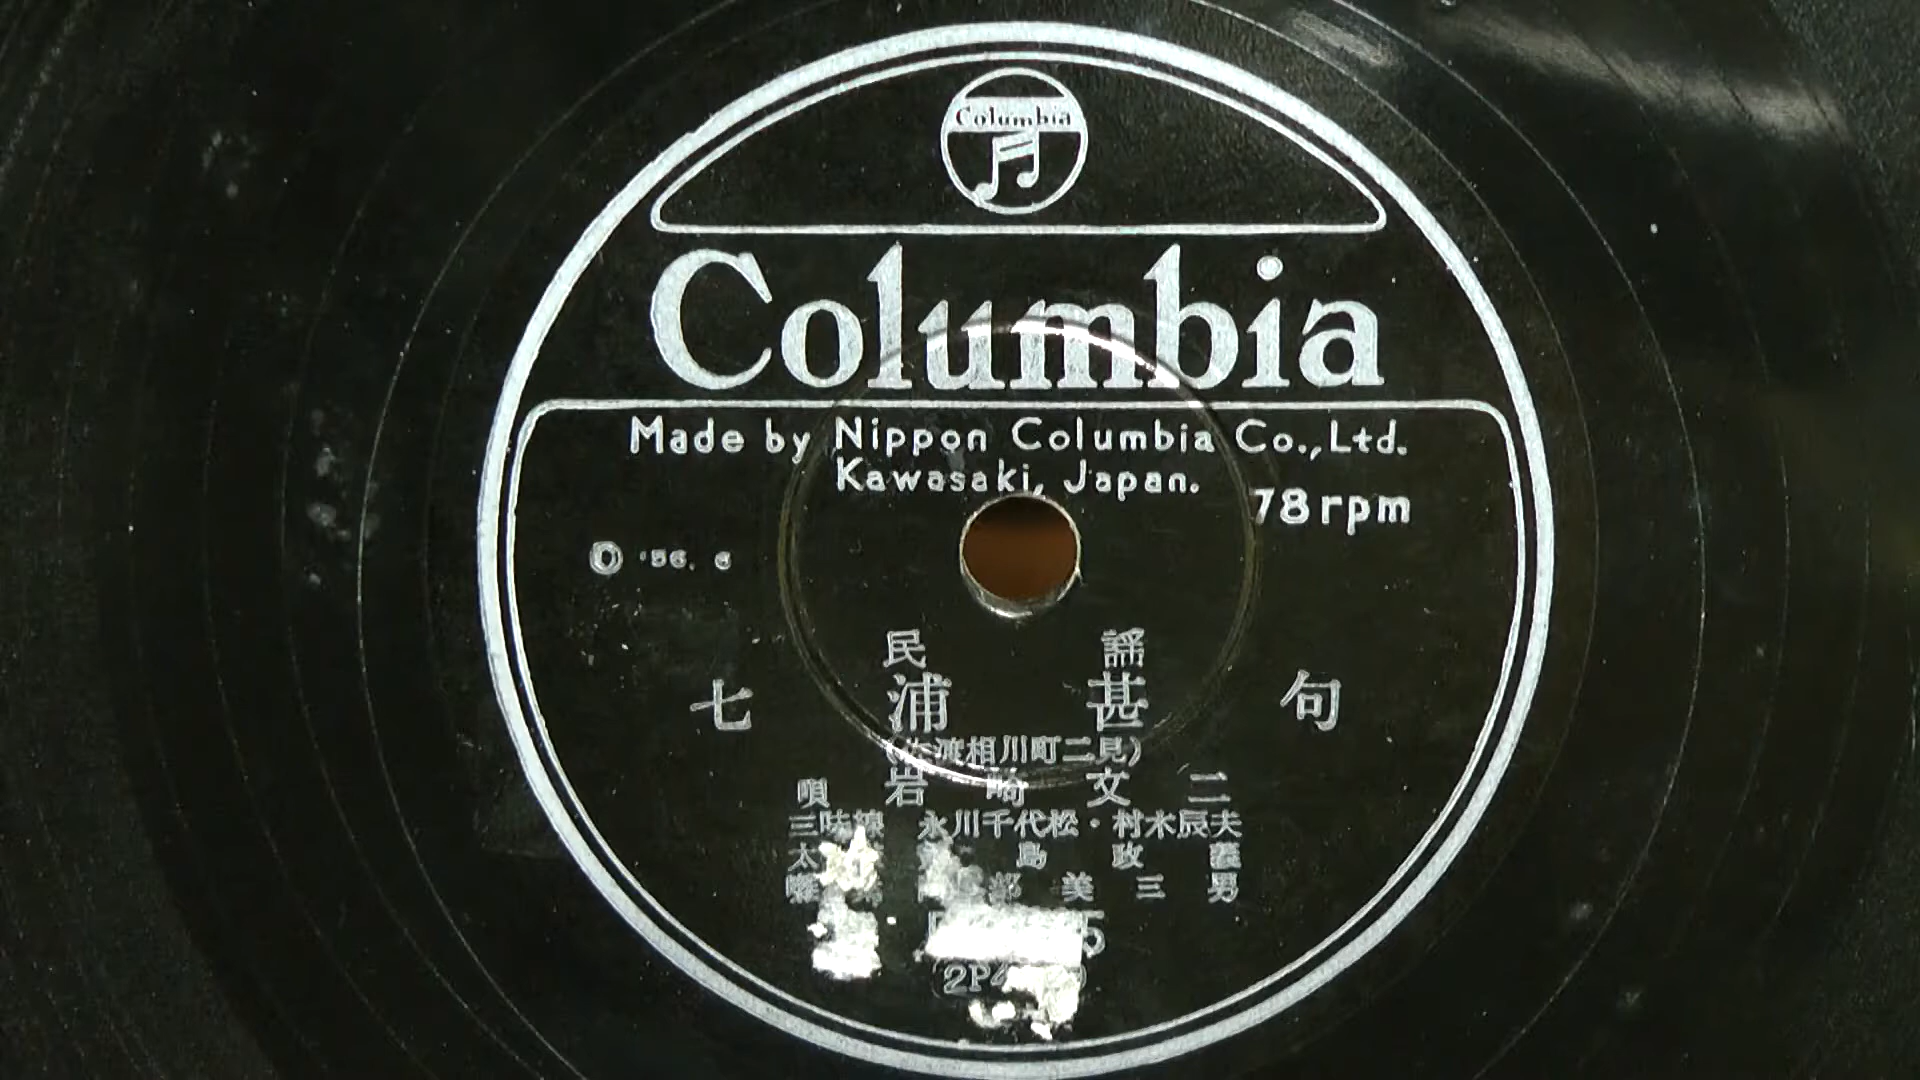 Columbia
Columbia
Made by Nippon Columbia Co., Ltd.
Kawasaki, Japan.
78 rpm
Ⓞ '56. 6
民謡
七浦甚句
(佐渡相川町二見)
唄 岩崎文二
三味線 永川千代松・村木辰夫
島政
美三男